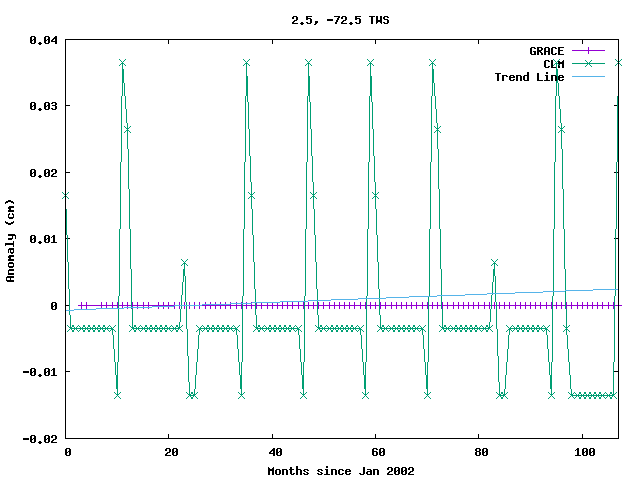 2.5, -72.5 TWS
0.04
0.03
0.02
0.01
0
-0.01
-0.02
Anomaly (cm)
GRACE
CLM
Trend Line
0 20 40 60 80 100
Months since Jan 2002